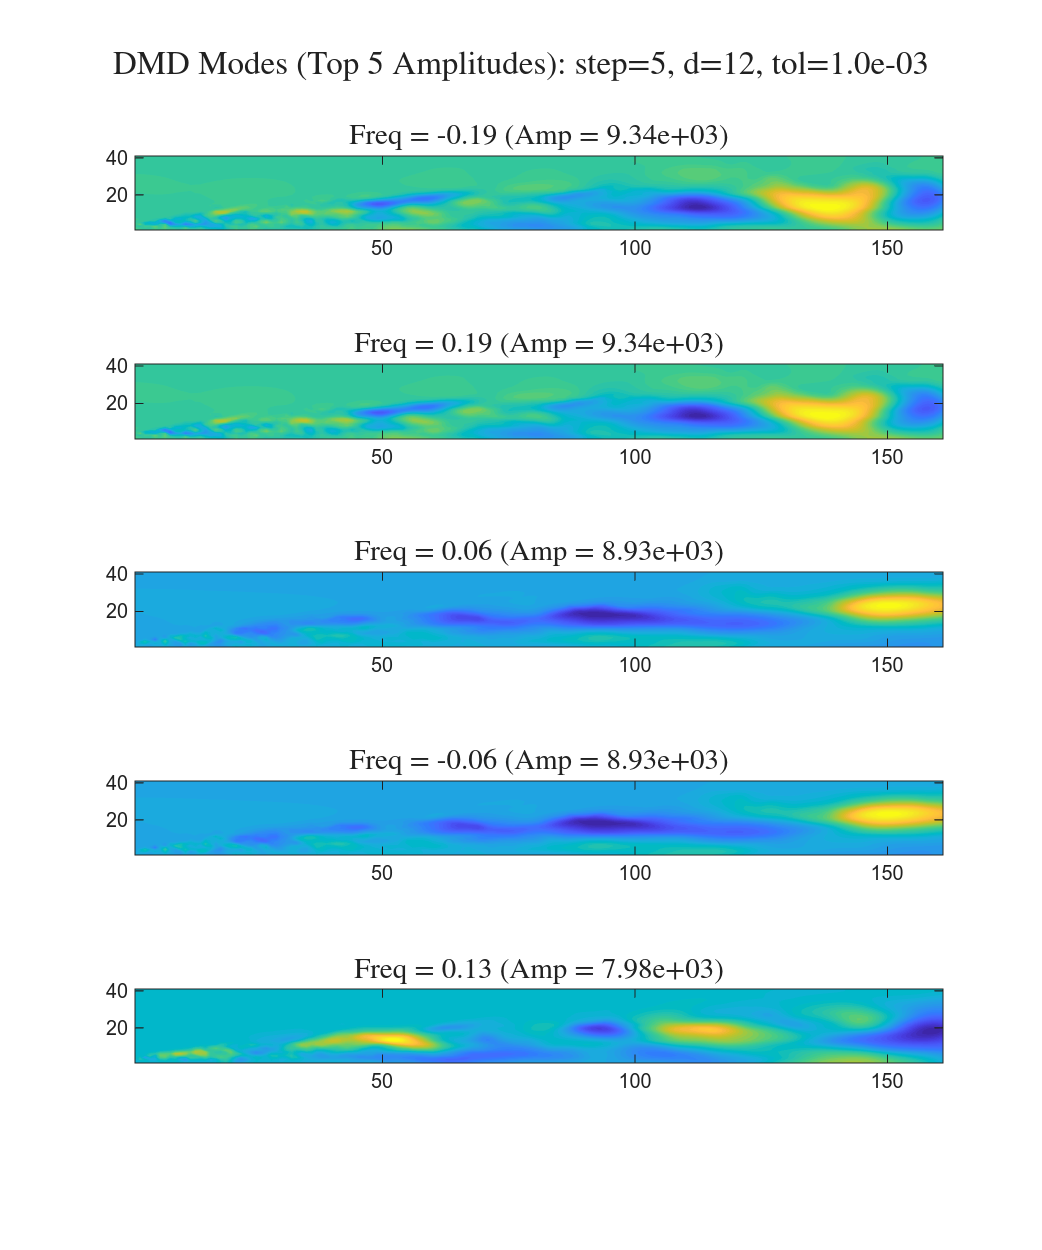 DMD Modes (Top 5 Amplitudes): step=5, d=12, tol=1.0e-03
Freq = -0.19 (Amp = 9.34e+03)
40
20
50 100 150
Freq = 0.19 (Amp = 9.34e+03)
40
20
50 100 150
Freq = 0.06 (Amp = 8.93e+03)
40
20
50 100 150
Freq = -0.06 (Amp = 8.93e+03)
40
20
50 100 150
Freq = 0.13 (Amp = 7.98e+03)
40
20
50 100 150